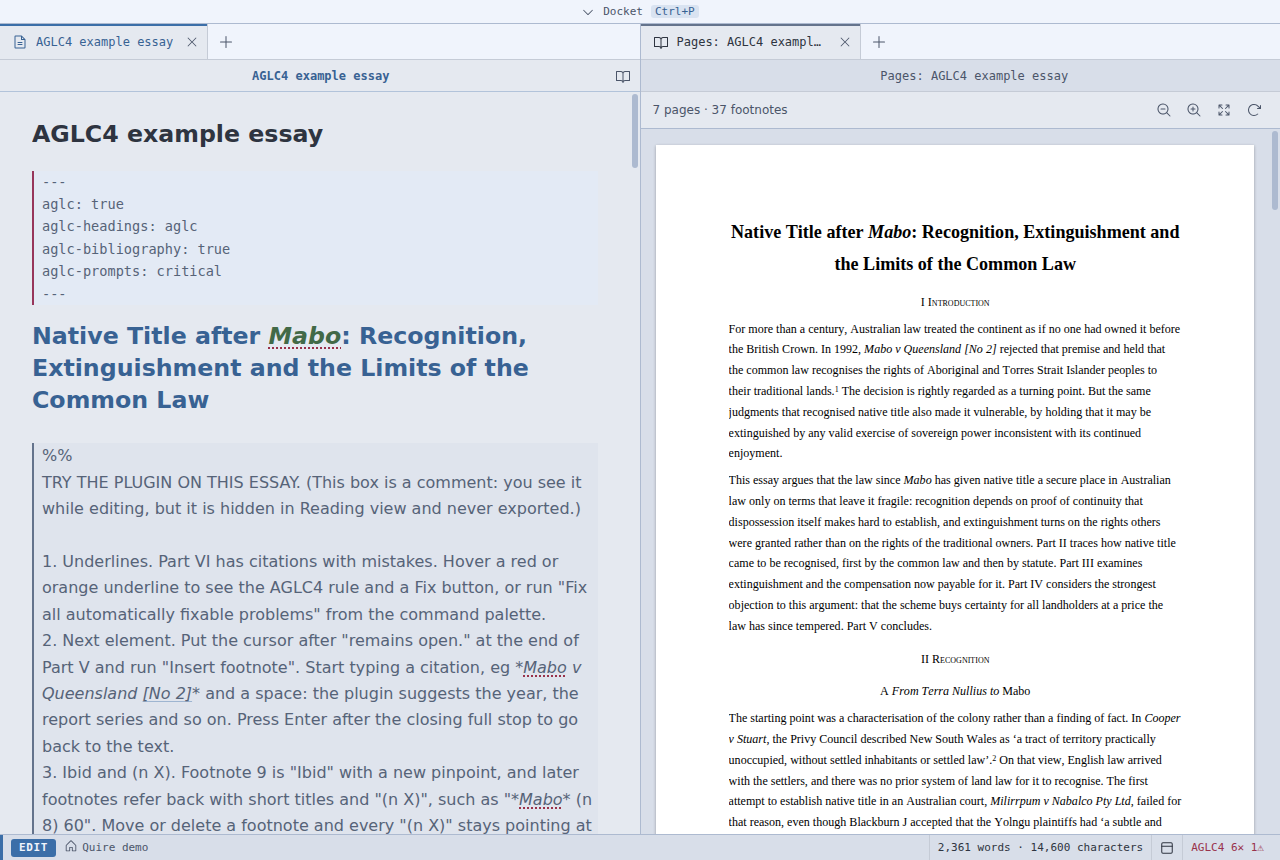 Docket Ctrl+P
AGLC4 example essay
Pages: AGLC4 exampl…
AGLC4 example essay
Pages: AGLC4 example essay
AGLC4 example essay
---
aglc: true
aglc-headings: aglc
aglc-bibliography: true
aglc-prompts: critical
---
Native Title after Mabo: Recognition,
Extinguishment and the Limits of the
Common Law
%%
TRY THE PLUGIN ON THIS ESSAY. (This box is a comment: you see it
while editing, but it is hidden in Reading view and never exported.)
1. Underlines. Part VI has citations with mistakes. Hover a red or
orange underline to see the AGLC4 rule and a Fix button, or run "Fix
all automatically fixable problems" from the command palette.
2. Next element. Put the cursor after "remains open." at the end of
Part V and run "Insert footnote". Start typing a citation, eg *Mabo v
Queensland [No 2]* and a space: the plugin suggests the year, the
report series and so on. Press Enter after the closing full stop to go
back to the text.
3. Ibid and (n X). Footnote 9 is "Ibid" with a new pinpoint, and later
footnotes refer back with short titles and "(n X)", such as "*Mabo* (n
8) 60". Move or delete a footnote and every "(n X)" stays pointing at
7 pages · 37 footnotes
Native Title after Mabo: Recognition, Extinguishment and
the Limits of the Common Law
I Introduction
For more than a century, Australian law treated the continent as if no one had owned it before
the British Crown. In 1992, Mabo v Queensland [No 2] rejected that premise and held that
the common law recognises the rights of Aboriginal and Torres Strait Islander peoples to
their traditional lands.1 The decision is rightly regarded as a turning point. But the same
judgments that recognised native title also made it vulnerable, by holding that it may be
extinguished by any valid exercise of sovereign power inconsistent with its continued
enjoyment.
This essay argues that the law since Mabo has given native title a secure place in Australian
law only on terms that leave it fragile: recognition depends on proof of continuity that
dispossession itself makes hard to establish, and extinguishment turns on the rights others
were granted rather than on the rights of the traditional owners. Part II traces how native title
came to be recognised, first by the common law and then by statute. Part III examines
extinguishment and the compensation now payable for it. Part IV considers the strongest
objection to this argument: that the scheme buys certainty for all landholders at a price the
law has since tempered. Part V concludes.
II Recognition
A From Terra Nullius to Mabo
The starting point was a characterisation of the colony rather than a finding of fact. In Cooper
v Stuart, the Privy Council described New South Wales as ‘a tract of territory practically
unoccupied, without settled inhabitants or settled law’.2 On that view, English law arrived
with the settlers, and there was no prior system of land law for it to recognise. The first
attempt to establish native title in an Australian court, Milirrpum v Nabalco Pty Ltd, failed for
that reason, even though Blackburn J accepted that the Yolngu plaintiffs had ‘a subtle and
EDIT Quire demo
2,361 words · 14,600 characters
AGLC4 6× 1⚠